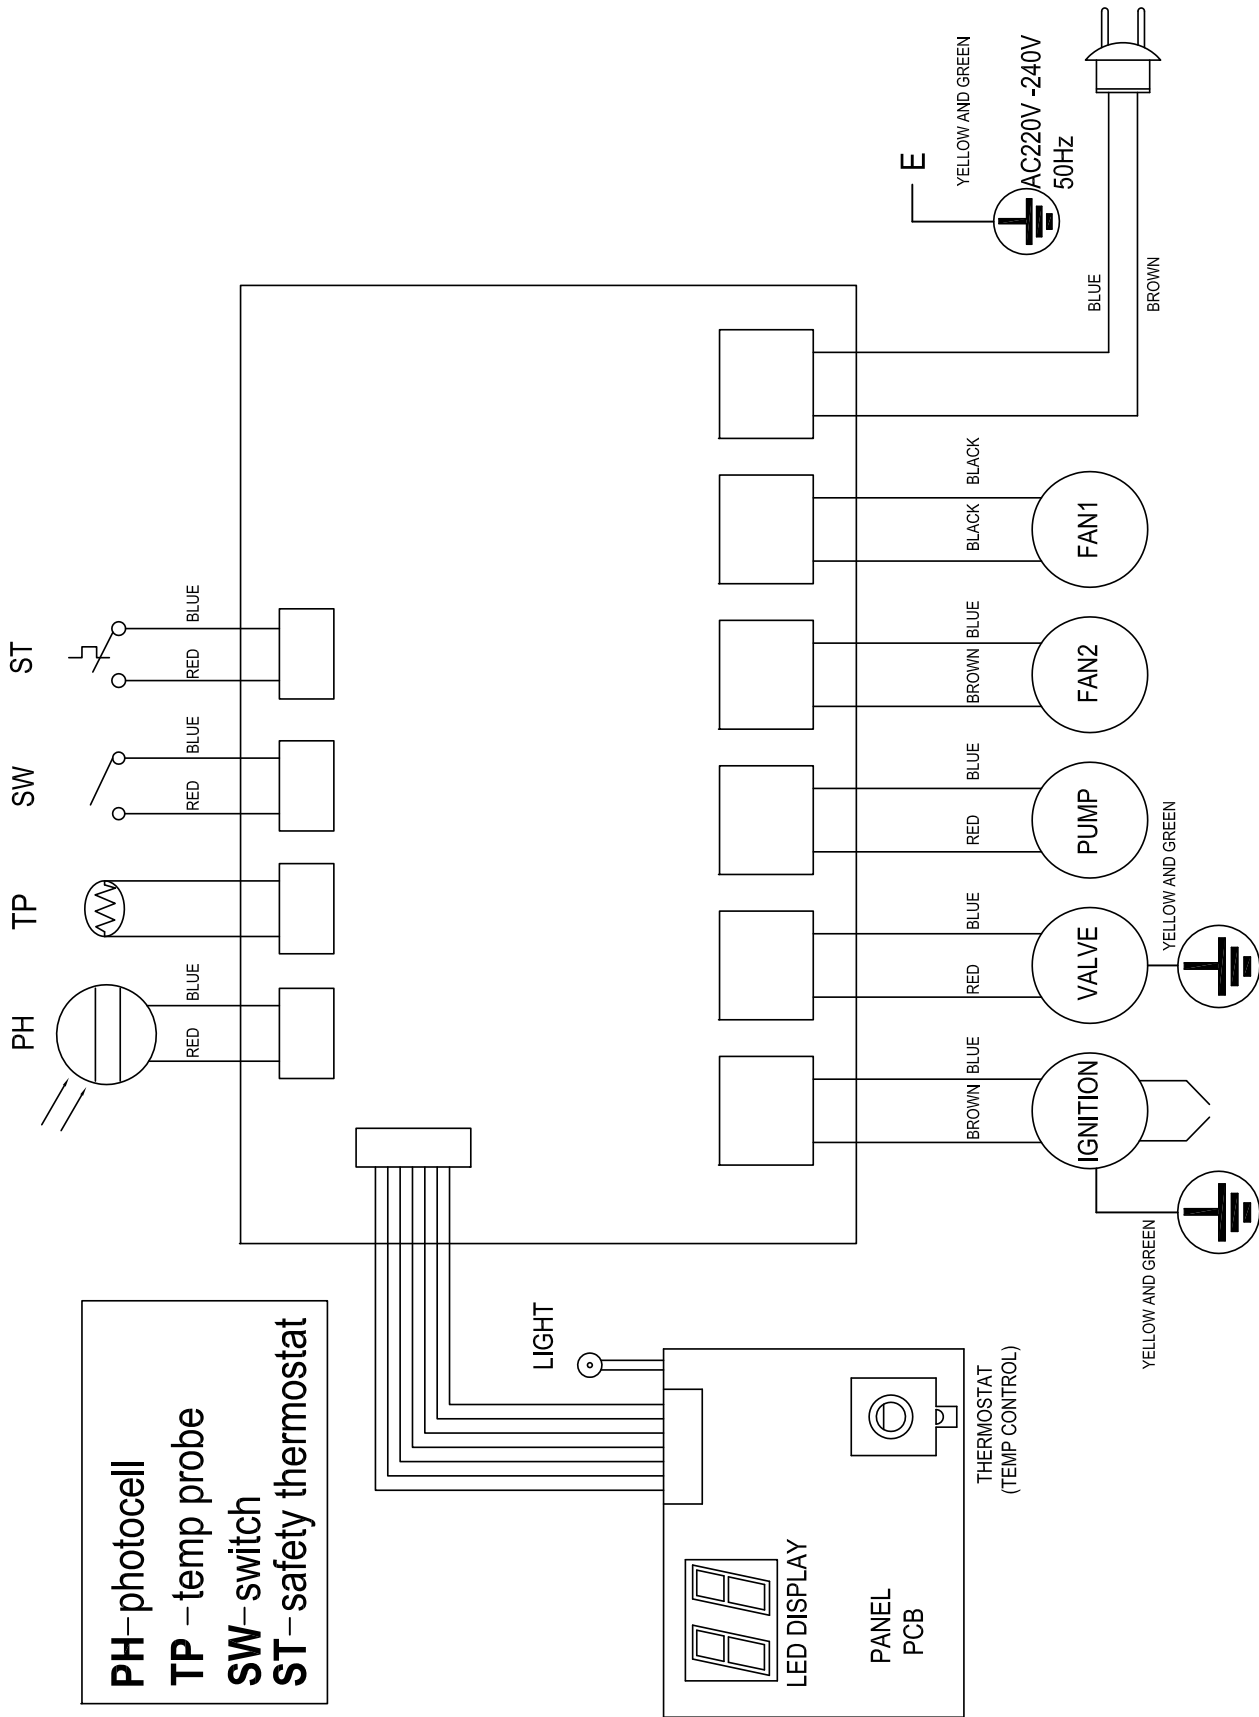 PH-photocell
TP-temp probe
SW-switch
ST-safety thermostat
PH
TP
SW
ST
RED
BLUE
RED
BLUE
RED
BLUE
LIGHT
LED DISPLAY
PANEL
PCB
THERMOSTAT
(TEMP CONTROL)
BROWN
BLUE
RED
BLUE
RED
BLUE
BROWN
BLUE
BLACK
BLACK
IGNITION
VALVE
PUMP
FAN2
FAN1
YELLOW AND GREEN
YELLOW AND GREEN
E
YELLOW AND GREEN
AC220V -240V
50Hz
BLUE
BROWN